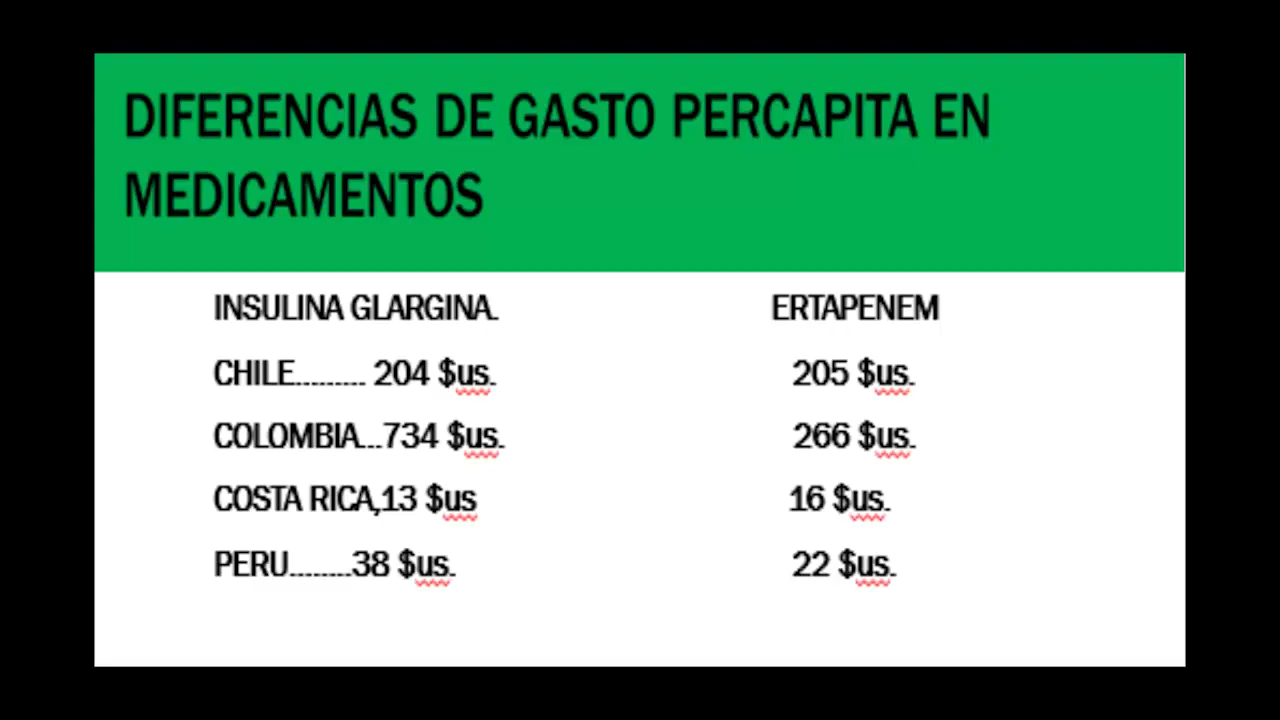 DIFERENCIAS DE GASTO PERCAPITA EN
MEDICAMENTOS
INSULINA GLARGINA. ERTAPENEM
CHILE......... 204 $us. 205 $us.
COLOMBIA...734 $us. 266 $us.
COSTA RICA,13 $us 16 $us.
PERU........38 $us. 22 $us.